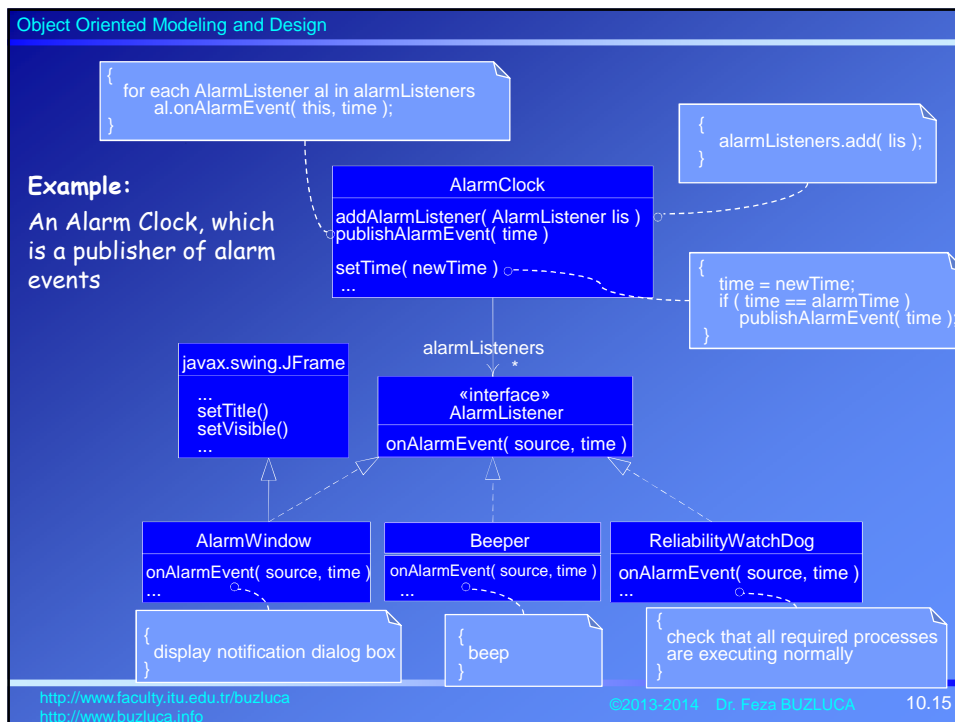 Object Oriented Modeling and Design
{
for each AlarmListener al in alarmListeners
al.onAlarmEvent( this, time );
}
{
alarmListeners.add( lis );
}
Example:
An Alarm Clock, which
is a publisher of alarm
events
AlarmClock
addAlarmListener( AlarmListener lis )
publishAlarmEvent( time )
setTime( newTime )
...
{
time = newTime;
if ( time == alarmTime )
publishAlarmEvent( time );
}
alarmListeners
*
javax.swing.JFrame
...
setTitle()
setVisible()
...
«interface»
AlarmListener
onAlarmEvent( source, time )
AlarmWindow
onAlarmEvent( source, time )
...
Beeper
onAlarmEvent( source, time )
...
ReliabilityWatchDog
onAlarmEvent( source, time )
...
{
display notification dialog box
}
{
beep
}
{
check that all required processes
are executing normally
}
http://www.faculty.itu.edu.tr/buzluca
http://www.buzluca.info
©2013-2014 Dr. Feza BUZLUCA
10.15